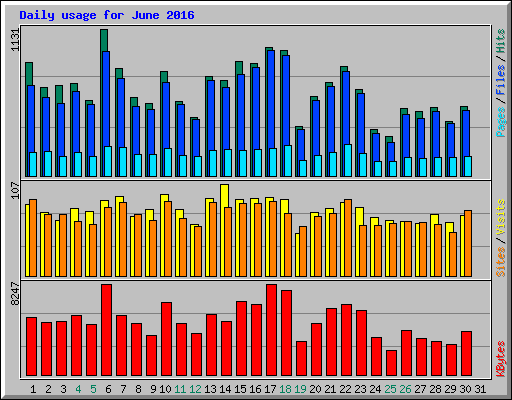 Daily usage for June 2016
1131
Pages / Files / Hits
107
Sites / Visits
8247
KBytes
1 2 3 4 5 6 7 8 9 10 11 12 13 14 15 16 17 18 19 20 21 22 23 24 25 26 27 28 29 30 31